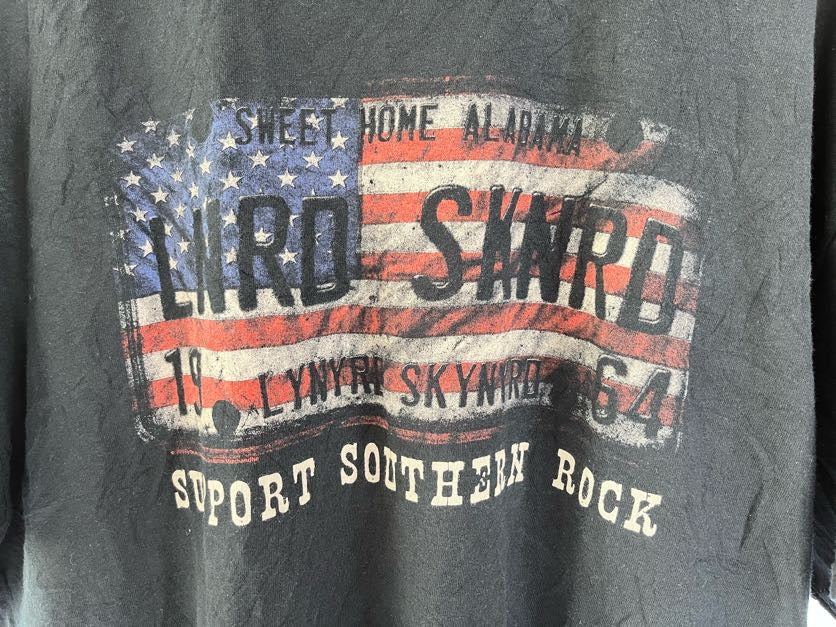 SWEET HOME ALABAMA
LNRD SKNRD
19 LYNYRD SKYNYRD 64
SUPPORT SOUTHERN ROCK